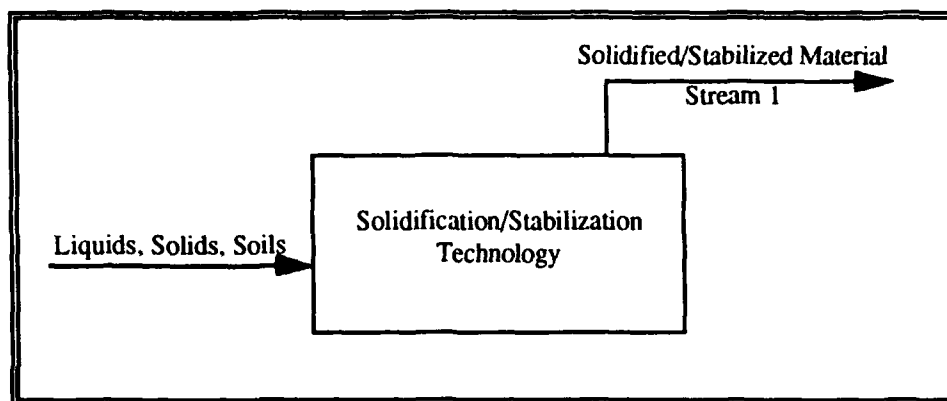 Solidified/Stabilized Material
Stream 1
Solidification/Stabilization
Technology
Liquids, Solids, Soils